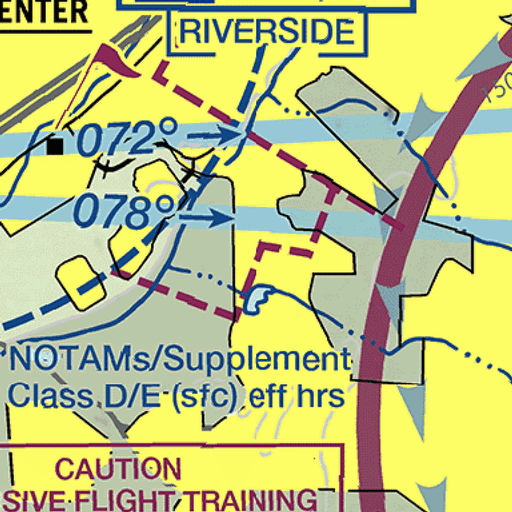 ENTER
RIVERSIDE
072°
078°
NOTAMs/Supplement
Class D/E (sfc) eff hrs
CAUTION
SIVE FLIGHT TRAINING